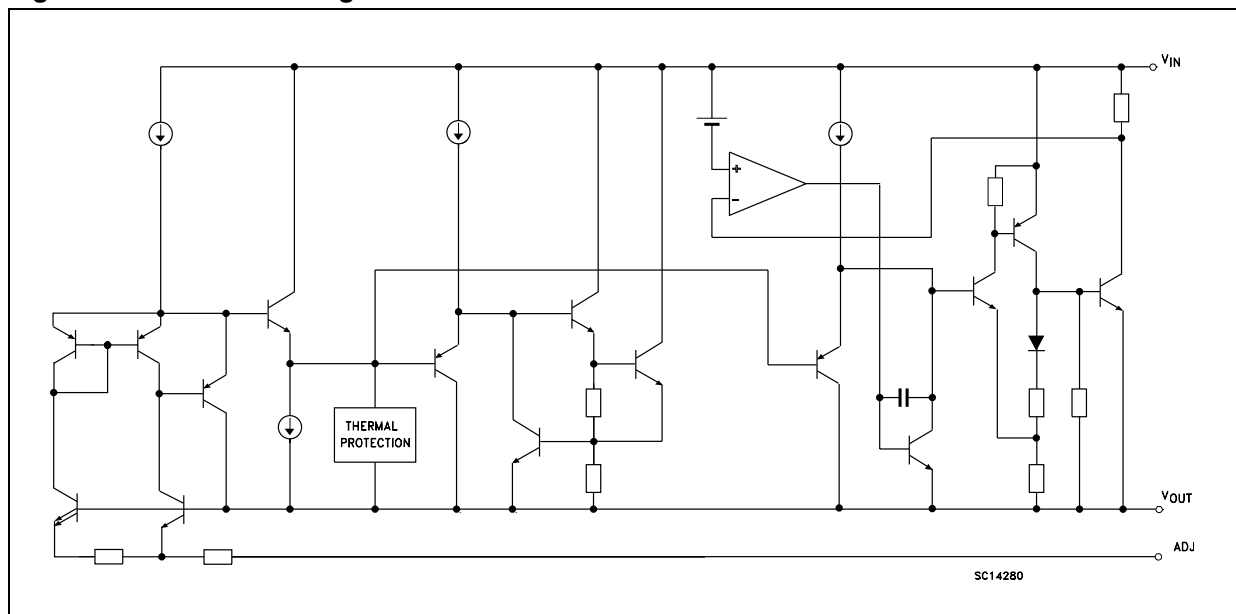 VIN
+
-
THERMAL
PROTECTION
VOUT
ADJ
SC14280